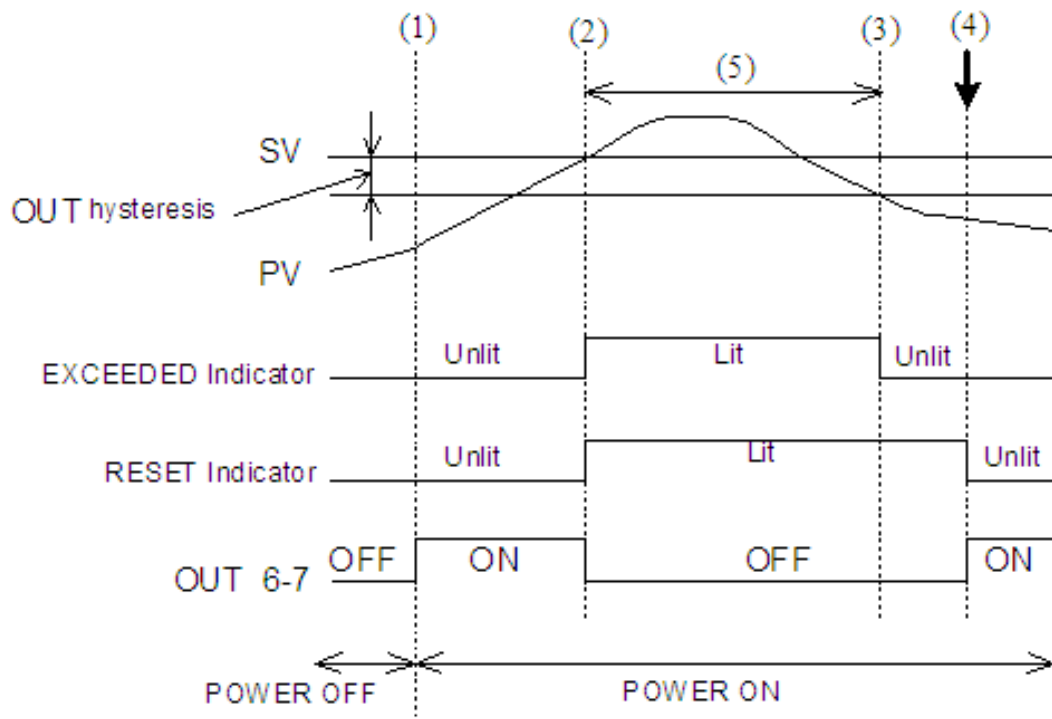 (1) (2) (3) (4)
(5)
SV
OUT hysteresis
PV
Unlit Lit Unlit
EXCEEDED Indicator
Unlit Lit Unlit
RESET Indicator
OFF ON OFF ON
OUT 6-7
POWER OFF POWER ON